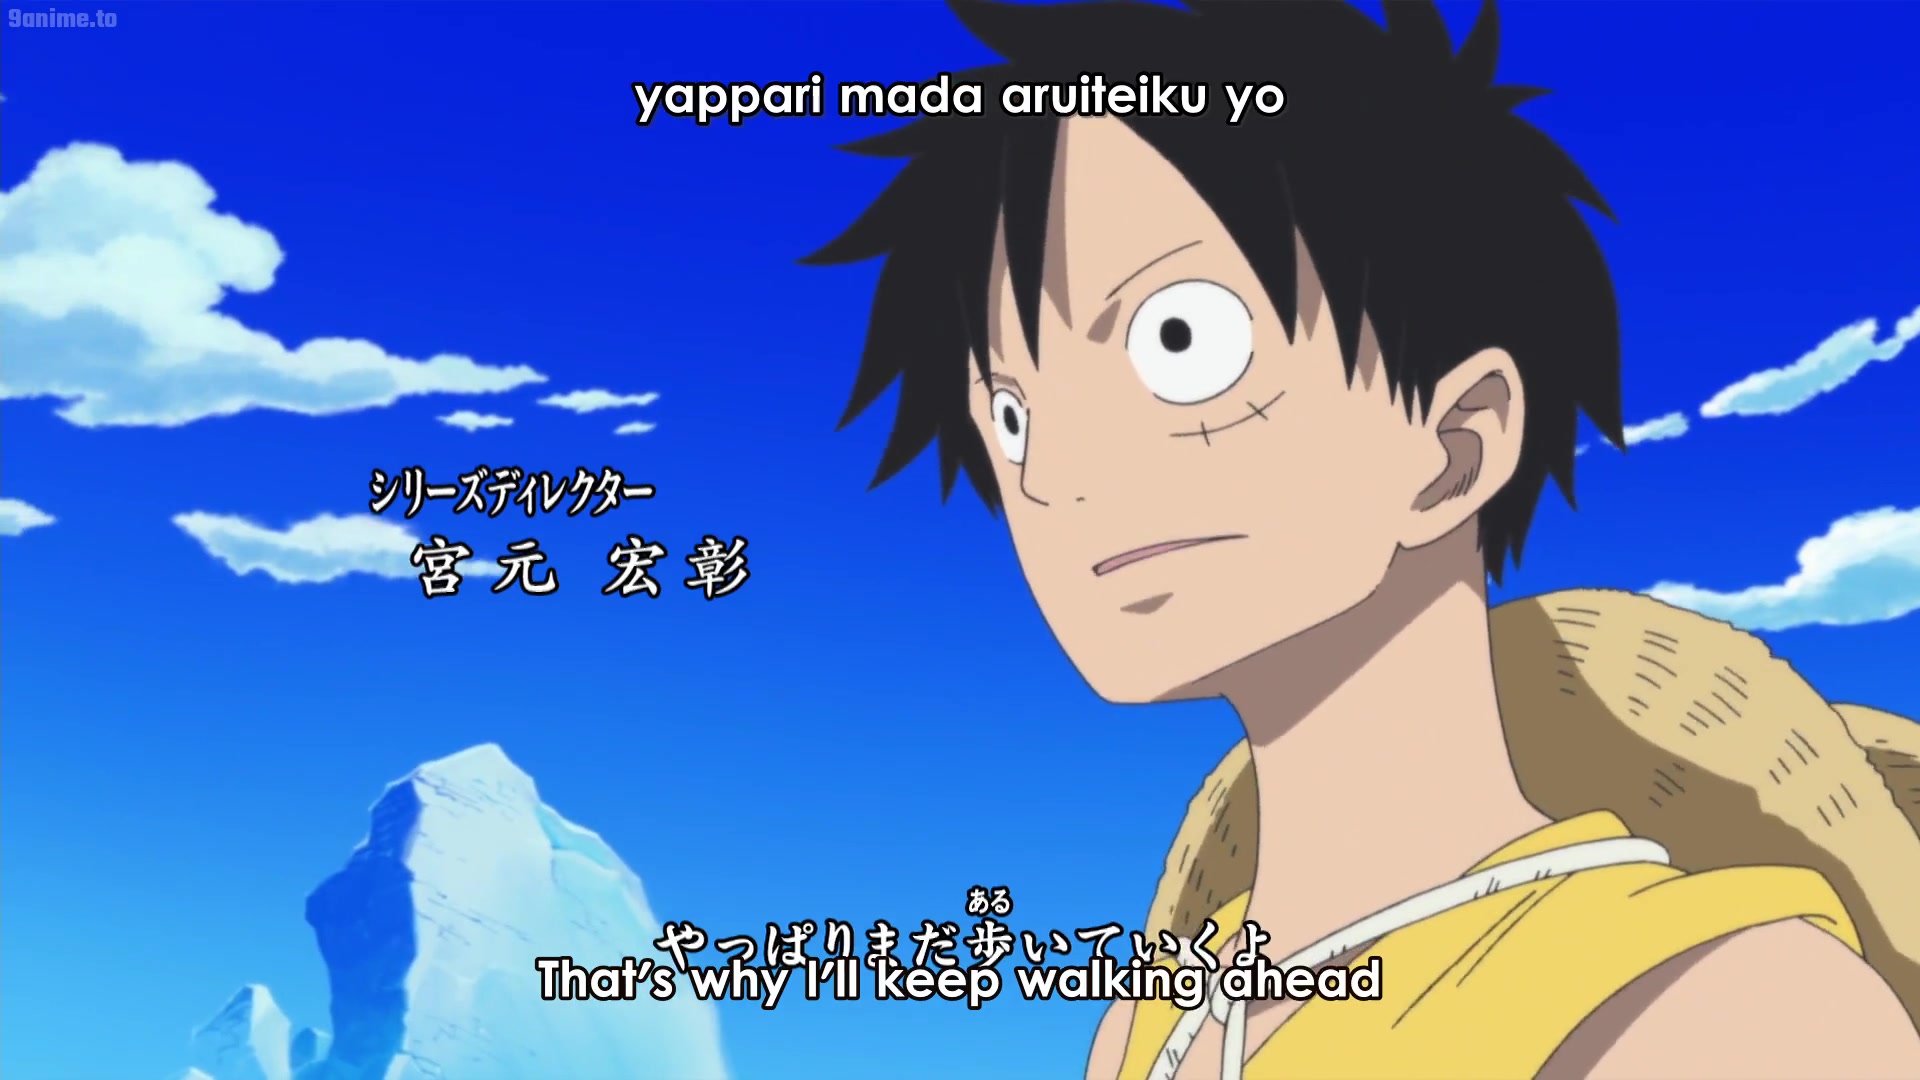 9anime.to
yappari mada aruiteiku yo
シリーズディレクター
宮元 宏彰
ある
やっぱりまだ歩いていくよ
That's why I'll keep walking ahead